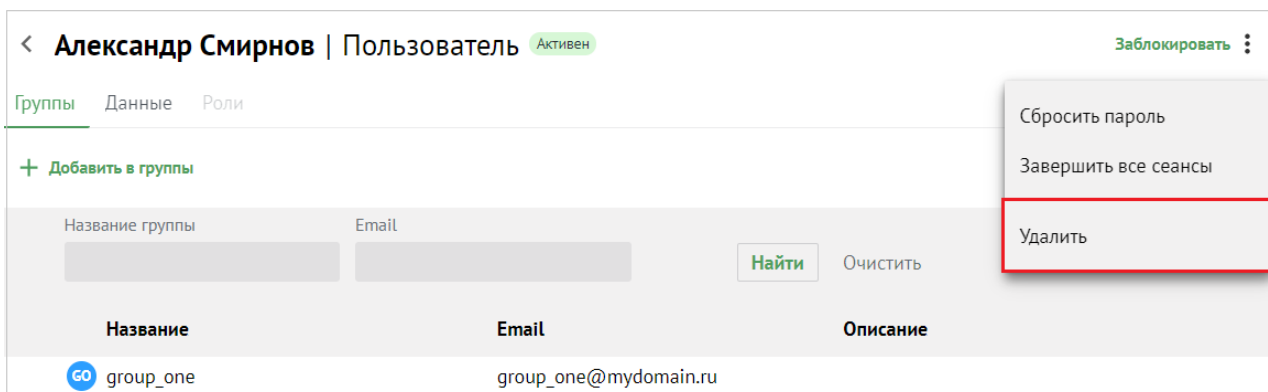 Александр Смирнов | Пользователь Активен
Заблокировать
Группы Данные Роли
Сбросить пароль
Завершить все сеансы
Удалить
+ Добавить в группы
Название группы Email
Найти Очистить
Название Email Описание
GO group_one group_one@mydomain.ru